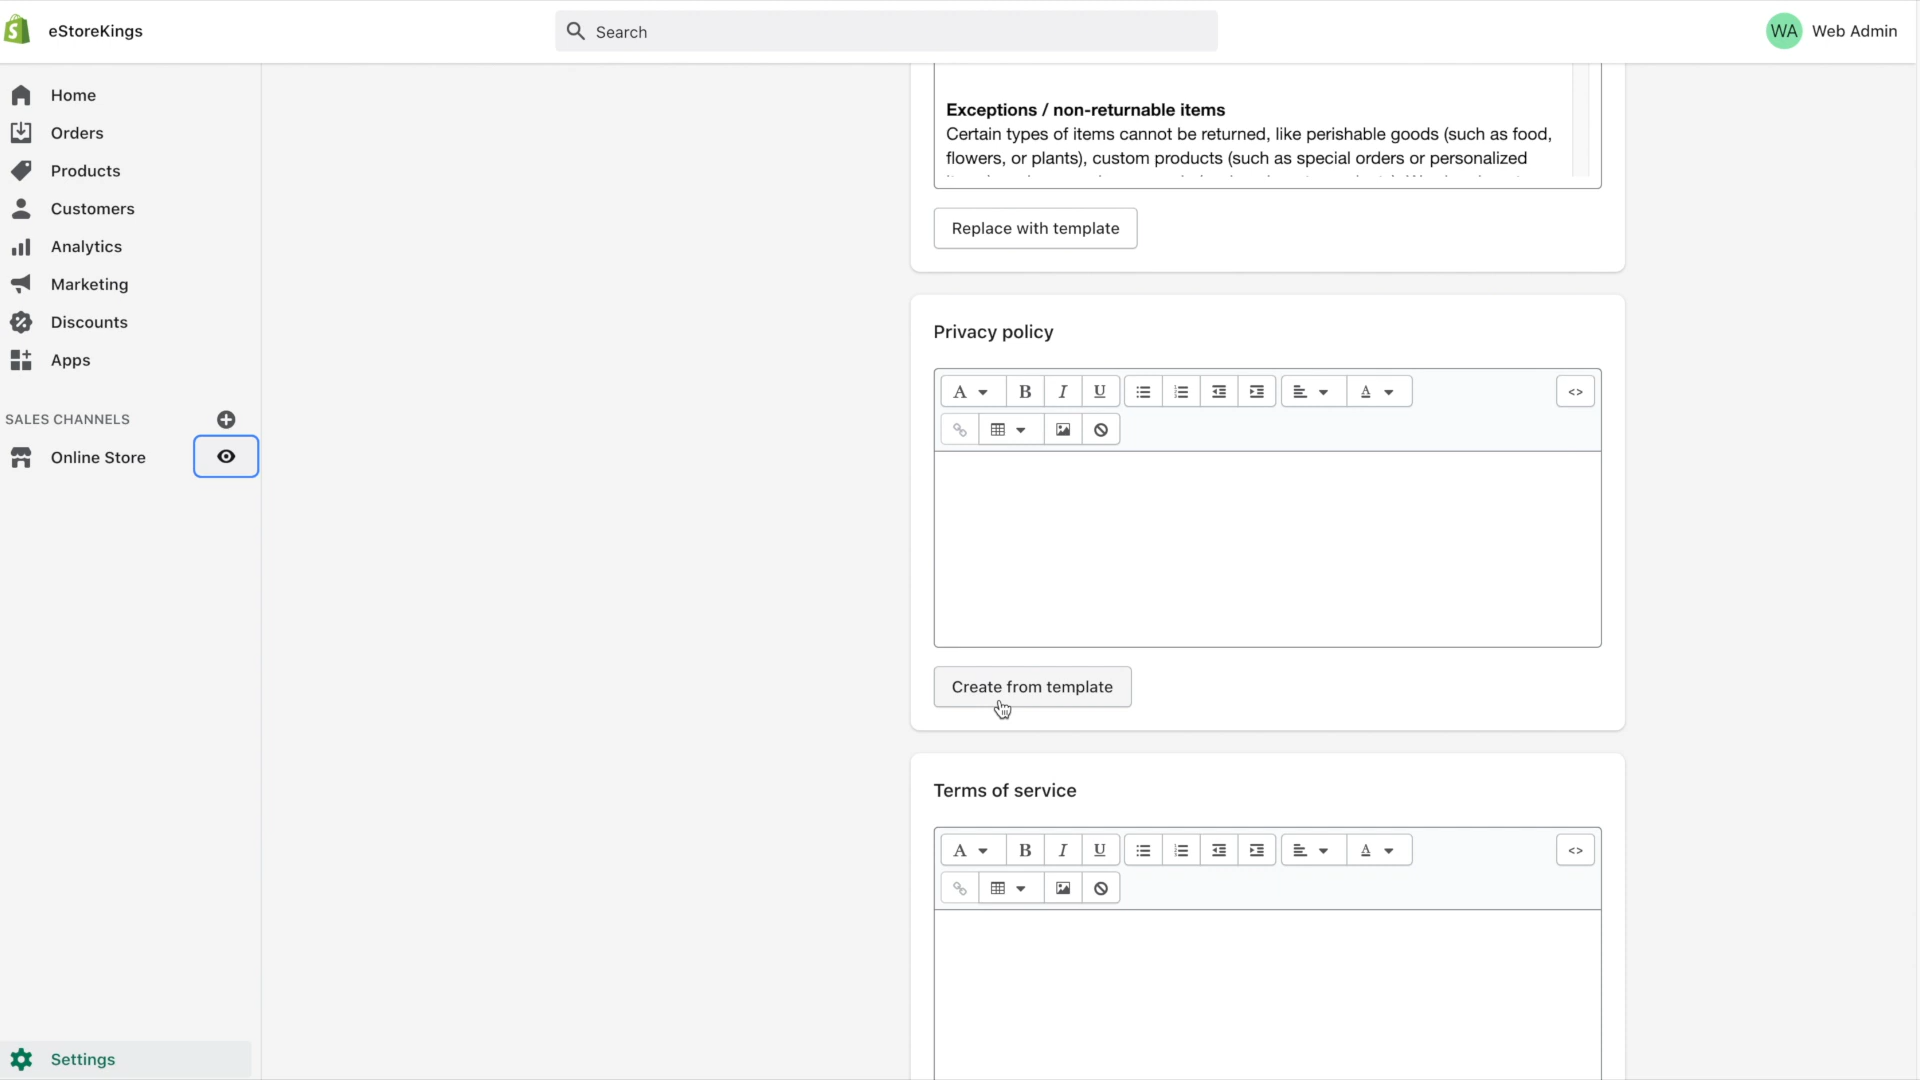 eStoreKings
Search
WA Web Admin
Home
Orders
Products
Customers
Analytics
Marketing
Discounts
Apps
SALES CHANNELS
Online Store
Settings
Exceptions / non-returnable items
Certain types of items cannot be returned, like perishable goods (such as food,
flowers, or plants), custom products (such as special orders or personalized
Replace with template
Privacy policy
A B I U A <>
Create from template
Terms of service
A B I U A <>